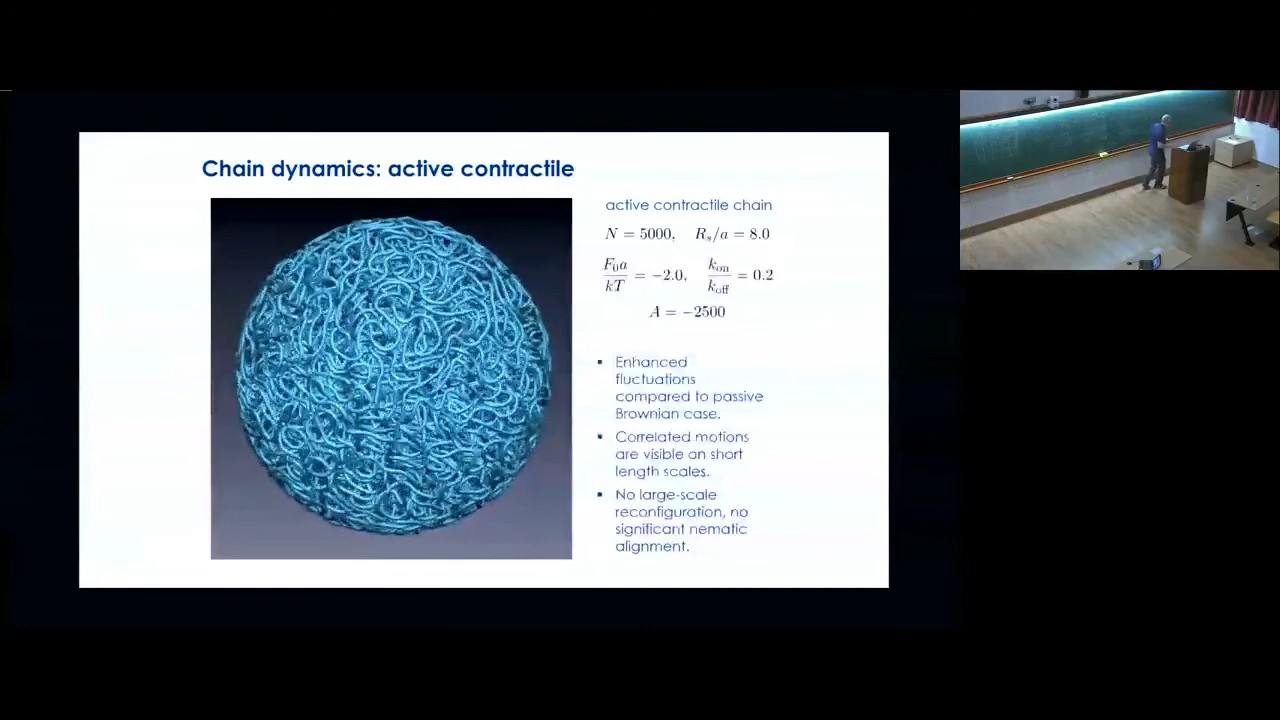 Chain dynamics: active contractile
active contractile chain
N = 5000, R_s/a = 8.0
F_0 a / kT = −2.0, k_on / k_off = 0.2
A = −2500
▪ Enhanced
fluctuations
compared to passive
Brownian case.
▪ Correlated motions
are visible on short
length scales.
▪ No large-scale
reconfiguration, no
significant nematic
alignment.